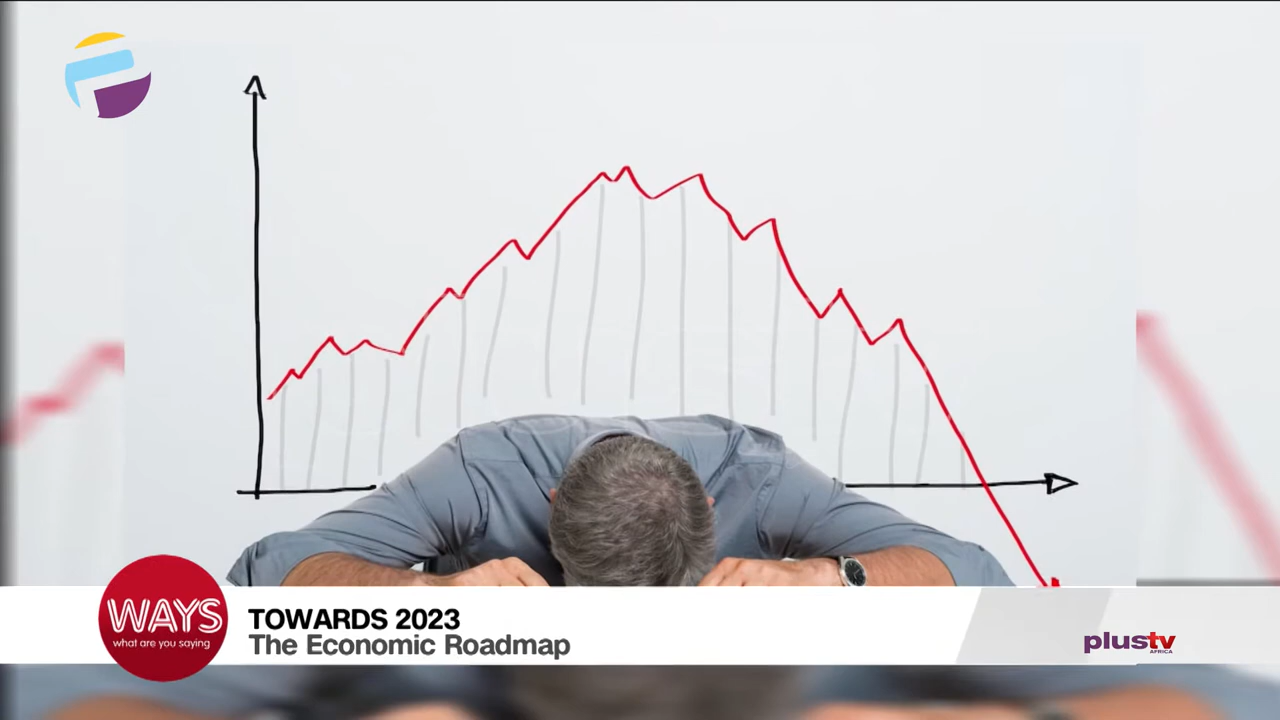 TOWARDS 2023
The Economic Roadmap
WAYS
what are you saying
plustv
AFRICA